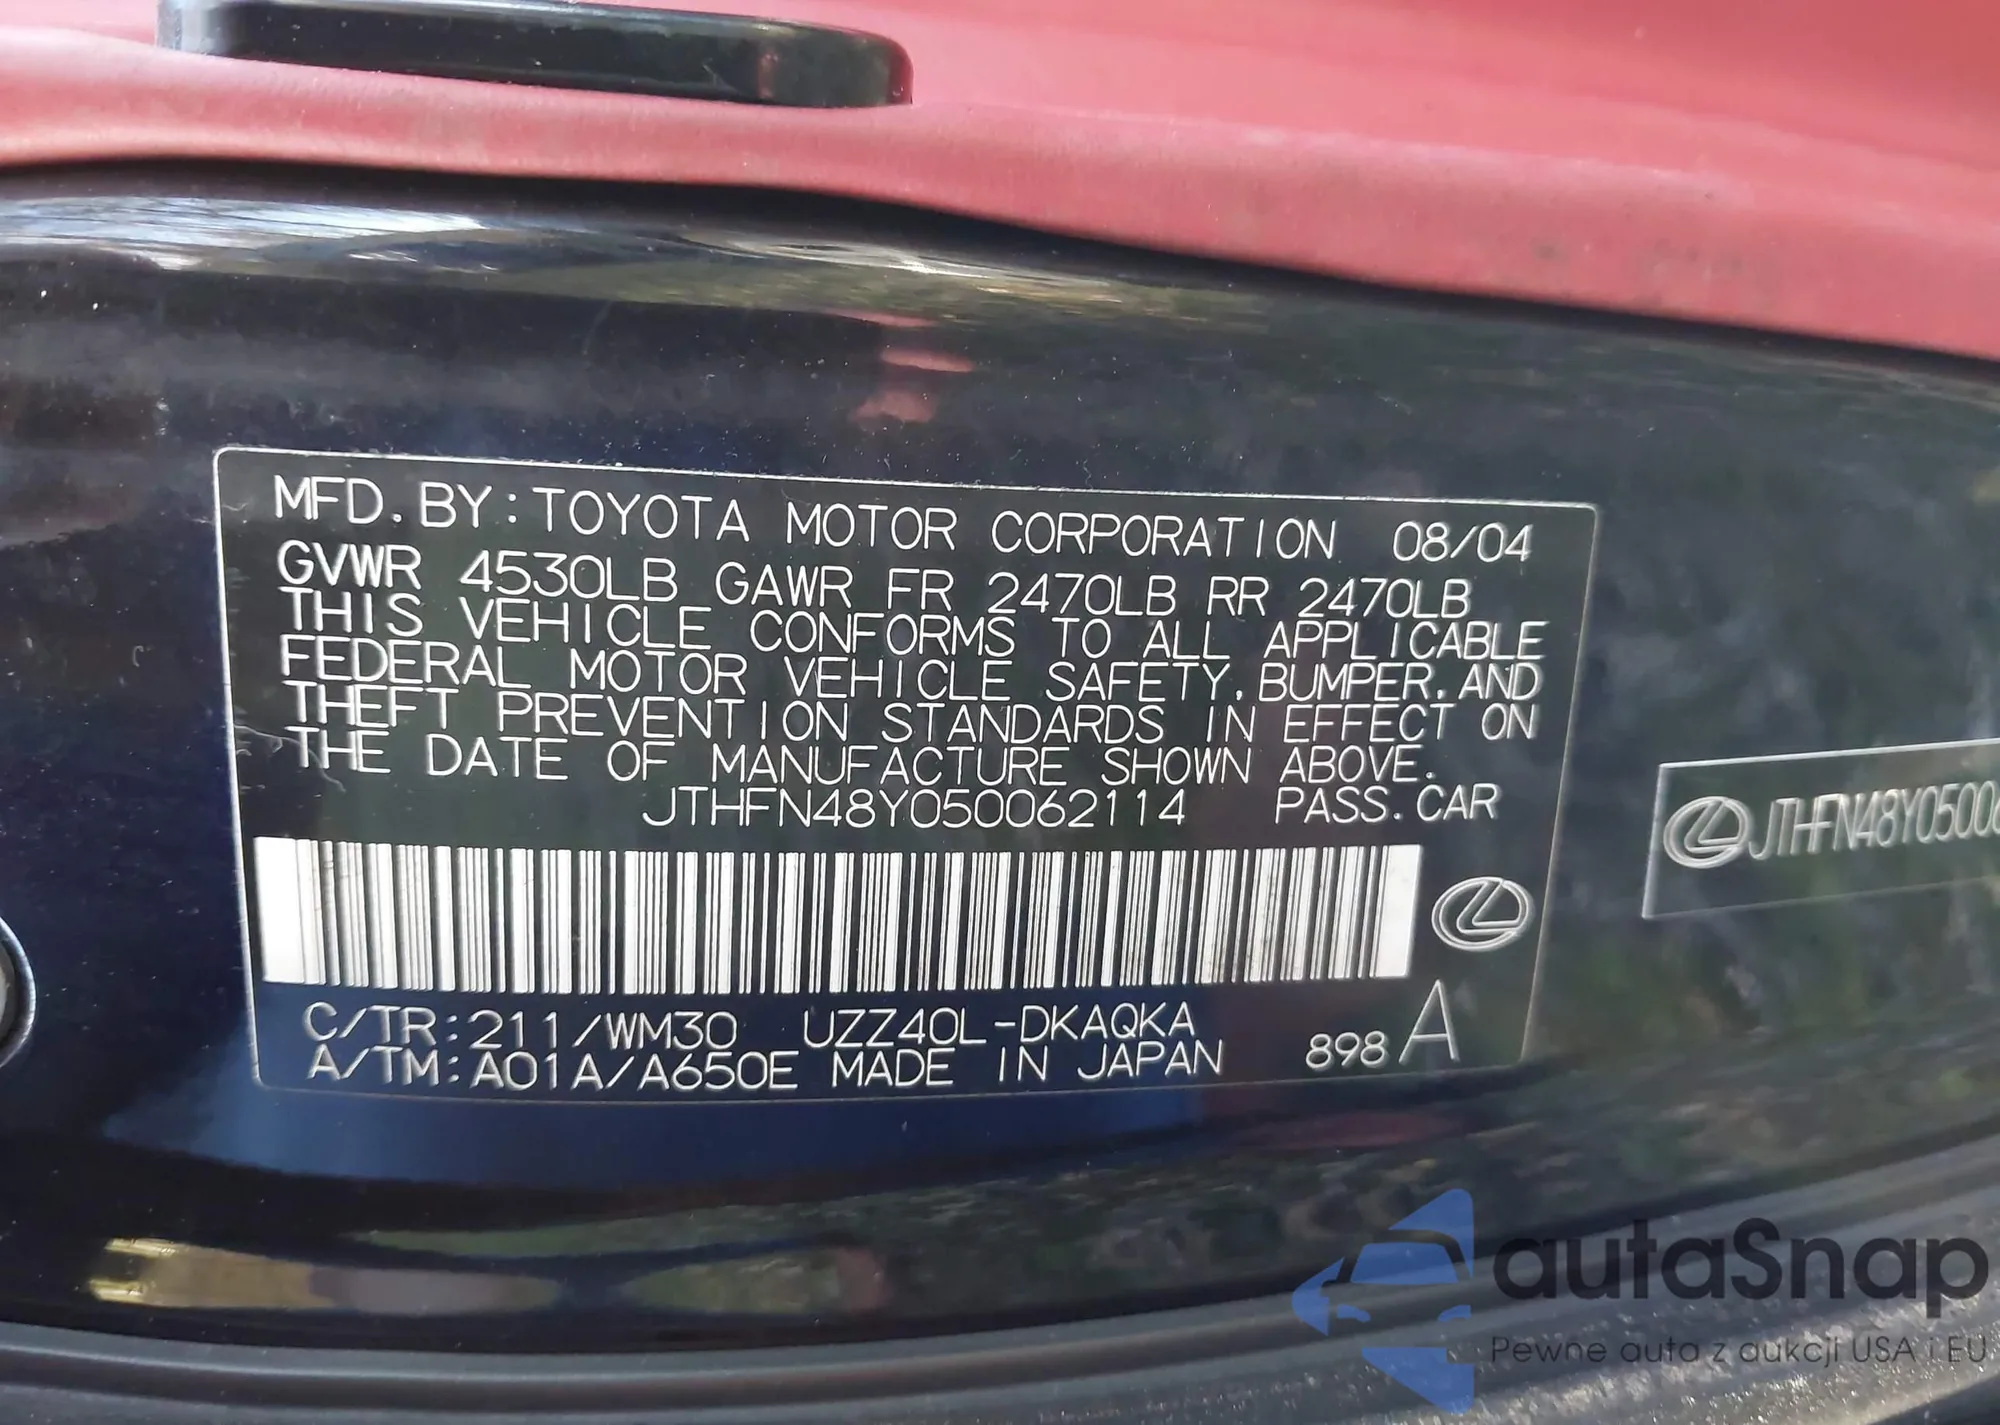 MFD. BY: TOYOTA MOTOR CORPORATION 08/04
GVWR 4530LB GAWR FR 2470LB RR 2470LB
THIS VEHICLE CONFORMS TO ALL APPLICABLE
FEDERAL MOTOR VEHICLE SAFETY, BUMPER, AND
THEFT PREVENTION STANDARDS IN EFFECT ON
THE DATE OF MANUFACTURE SHOWN ABOVE.
JTHFN48Y050062114 PASS. CAR
C/TR: 211/WM30 UZZ40L-DKAQKA
A/TM: A01A/A650E MADE IN JAPAN 898 A
JTHFN48Y05006
autaSnap
Pewne auta z aukcji USA i EU